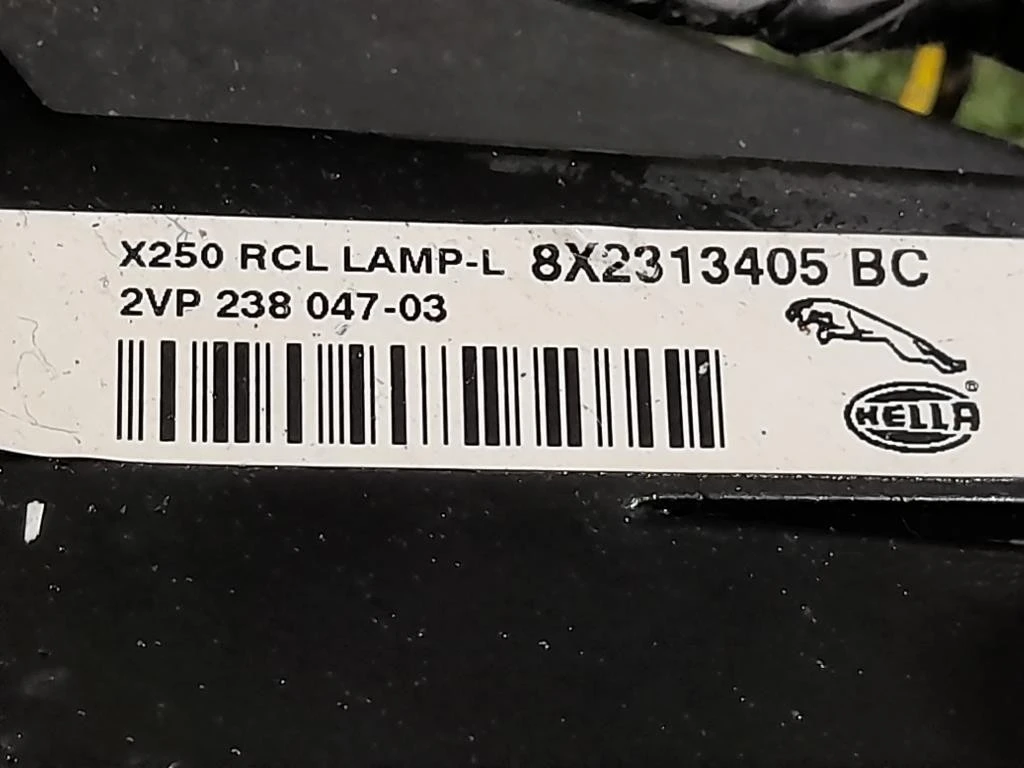 X250 RCL LAMP-L 8X2313405 BC
2VP 238 047-03
HELLA®